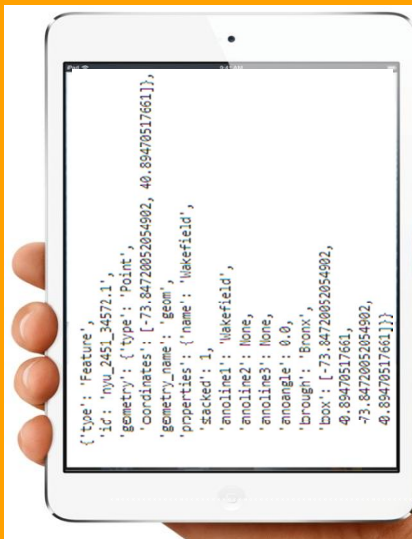 {'type': 'Feature',
'id': 'nyu_2451_34572.1',
'geometry': {'type': 'Point',
'coordinates': [-73.84720052054902, 40.89470517661]},
'geometry_name': 'geom',
'properties': {'name': 'Wakefield',
'stacked': 1,
'annoline1': 'Wakefield',
'annoline2': None,
'annoline3': None,
'annoangle': 0.0,
'brough': 'Bronx',
'box': [-73.84720052054902,
40.89470517661,
-73.84720052054902,
40.89470517661]}}